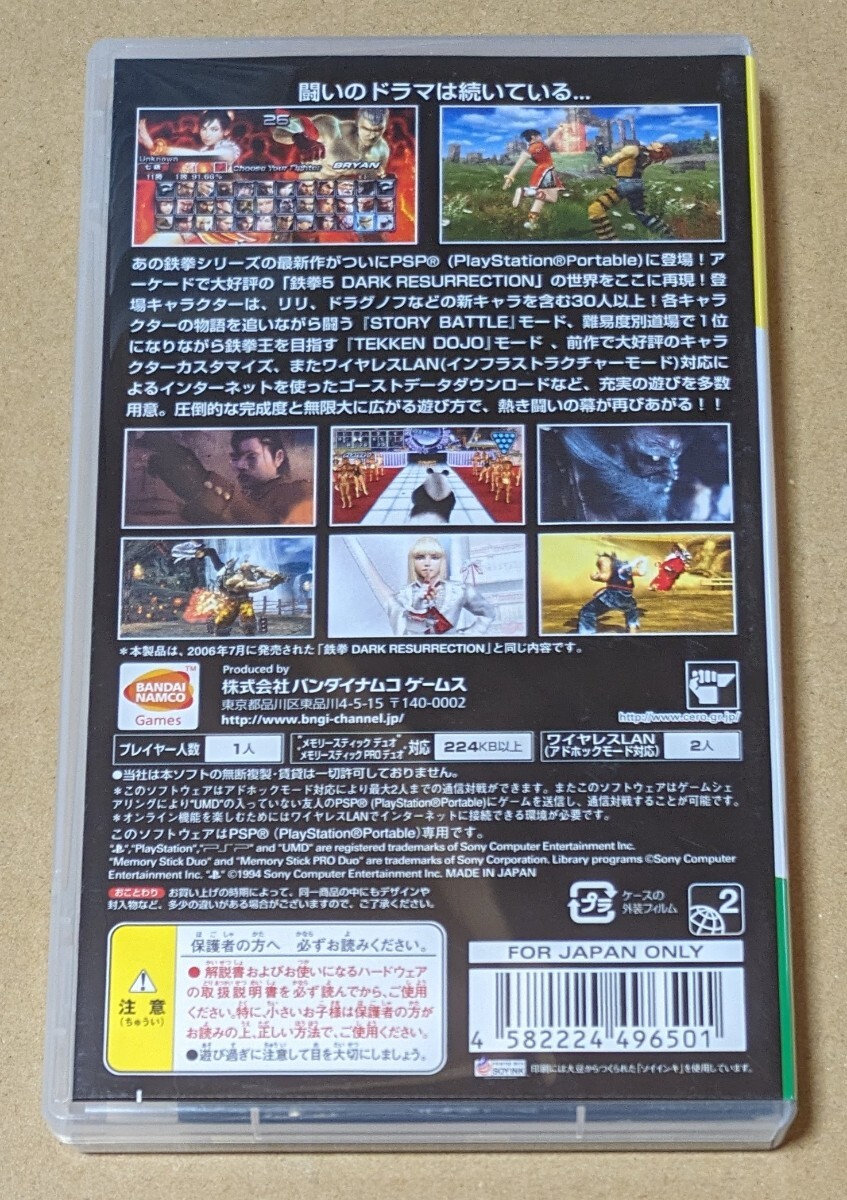 闘いのドラマは続いている...
25
Unknown
七段
11勝 1敗 91.66%
Choose Your Fighter
BRYAN
あの鉄拳シリーズの最新作がついにPSP® (PlayStation®Portable)に登場！アー
ケードで大好評の「鉄拳5 DARK RESURRECTION」の世界をここに再現！登
場キャラクターは、リリ、ドラグノフなどの新キャラを含む30人以上！各キャラ
クターの物語を追いながら闘う『STORY BATTLE』モード、難易度別道場で1位
になりながら鉄拳王を目指す『TEKKEN DOJO』モード 、前作で大好評のキャラ
クターカスタマイズ、またワイヤレスLAN(インフラストラクチャーモード)対応に
よるインターネットを使ったゴーストデータダウンロードなど、充実の遊びを多数
用意。圧倒的な完成度と無限大に広がる遊び方で、熱き闘いの幕が再びあがる！！
＊本製品は、2006年7月に発売された「鉄拳 DARK RESURRECTION」と同じ内容です。
BANDAI NAMCO Games
TM
Produced by
株式会社バンダイナムコ ゲームス
東京都品川区東品川4-5-15 〒140-0002
http://www.bngi-channel.jp/
http://www.cero.gr.jp/
プレイヤー人数 1人
"メモリースティック デュオ" メモリースティック PRO デュオ"対応 224KB以上
ワイヤレスLAN (アドホックモード対応) 2人
●当社は本ソフトの無断複製・賃貸は一切許可しておりません。
＊このソフトウェアはアドホックモード対応により最大2人までの通信対戦ができます。またこのソフトウェアはゲームシェ
アリングにより"UMD"の入っていない友人のPSP® (PlayStation®Portable)にゲームを送信し、通信対戦することが可能です。
＊オンライン機能を楽しむためにはワイヤレスLANでインターネットに接続できる環境が必要です。
このソフトウェアはPSP® (PlayStation®Portable)専用です。
"PlayStation","PSP" and "UMD" are registered trademarks of Sony Computer Entertainment Inc.
"Memory Stick Duo" and "Memory Stick PRO Duo" are trademarks of Sony Corporation. Library programs ©Sony Computer
Entertainment Inc. ©1994 Sony Computer Entertainment Inc. MADE IN JAPAN
おことわり お買い上げの時期によって、同一商品の中にもデザインや
封入物など、多少の違いがある場合がございますので、ご了承ください。
プラ
ケースの
外装フィルム
2
注意
(ちゅうい)
保護者の方へ 必ずお読みください。
●解説書およびお使いになるハードウェア
の取扱説明書を必ず読んでから、ご使用
ください。特に、小さいお子様は保護者の方が
お読みの上、正しい方法で、ご使用ください。
●遊び過ぎに注意して目を大切にしましょう。
FOR JAPAN ONLY
4 582224 496501
PRINTED WITH SOY INK
印刷には大豆からつくられた「ソイインキ」を使用しています。